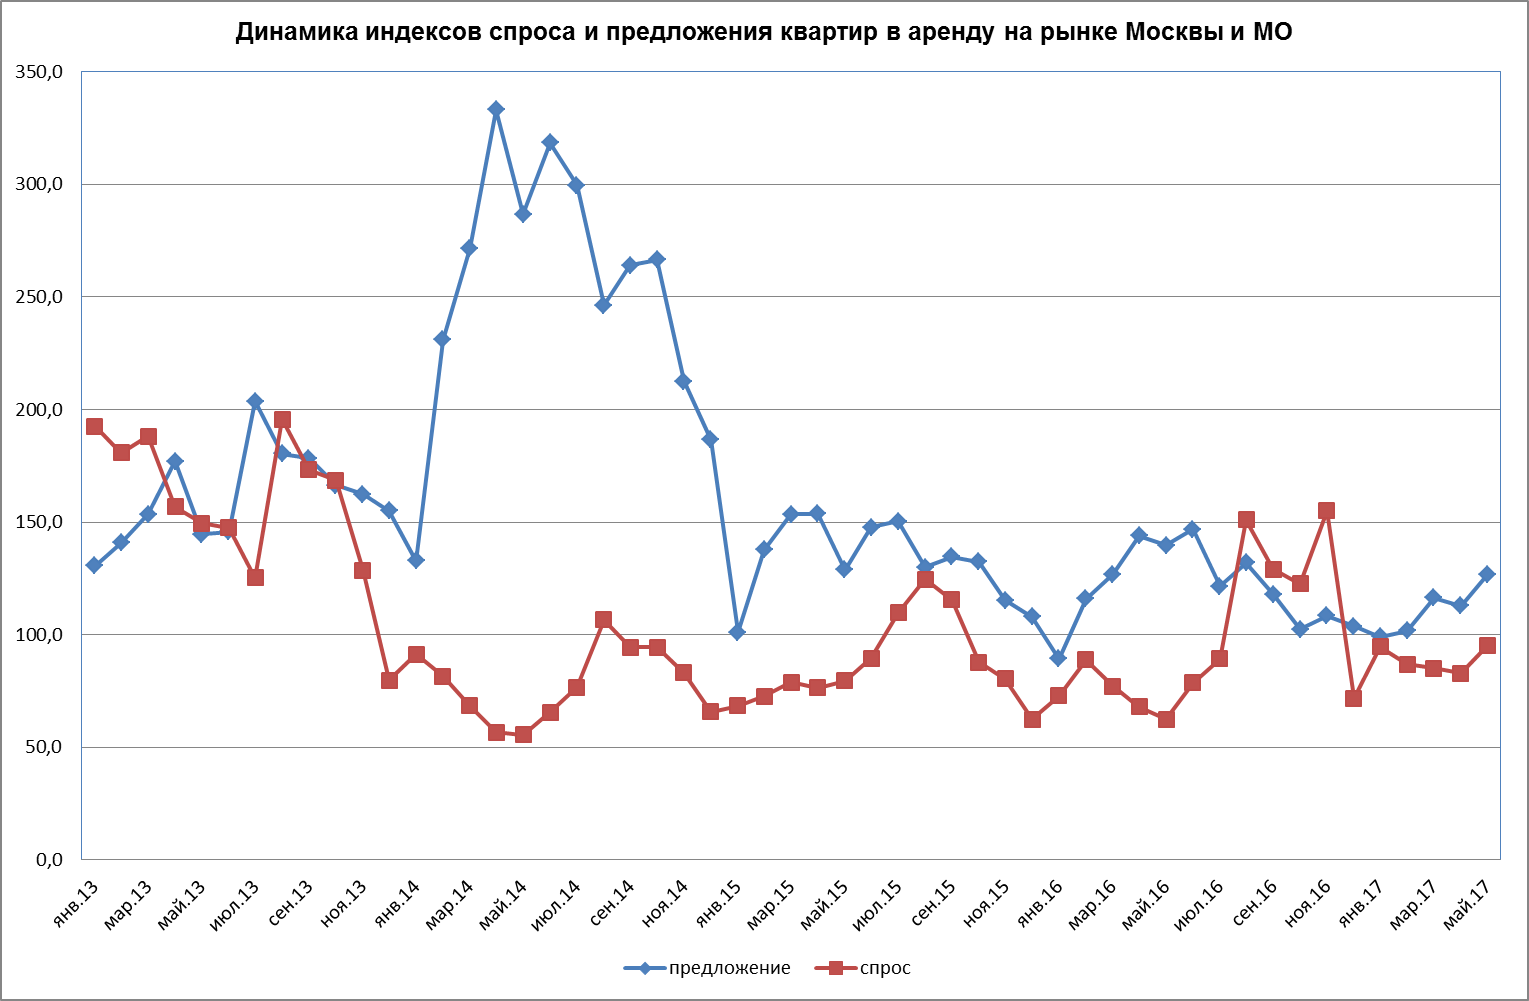 Динамика индексов спроса и предложения квартир в аренду на рынке Москвы и МО
350,0
300,0
250,0
200,0
150,0
100,0
50,0
0,0
янв.13
мар.13
май.13
июл.13
сен.13
ноя.13
янв.14
мар.14
май.14
июл.14
сен.14
ноя.14
янв.15
мар.15
май.15
июл.15
сен.15
ноя.15
янв.16
мар.16
май.16
июл.16
сен.16
ноя.16
янв.17
мар.17
май.17
предложение
спрос